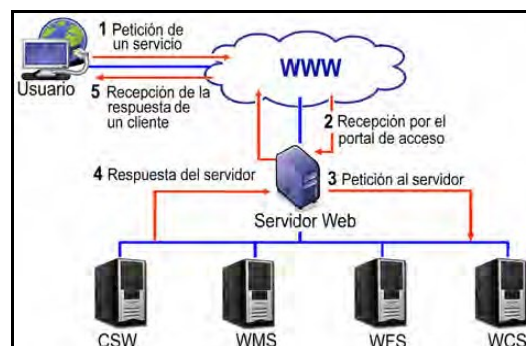 1 Petición de
un servicio
WWW
Usuario
5 Recepción de la
respuesta de
un cliente
2 Recepción por el
portal de acceso
4 Respuesta del servidor
3 Petición al servidor
Servidor Web
CSW
WMS
WFS
WCS